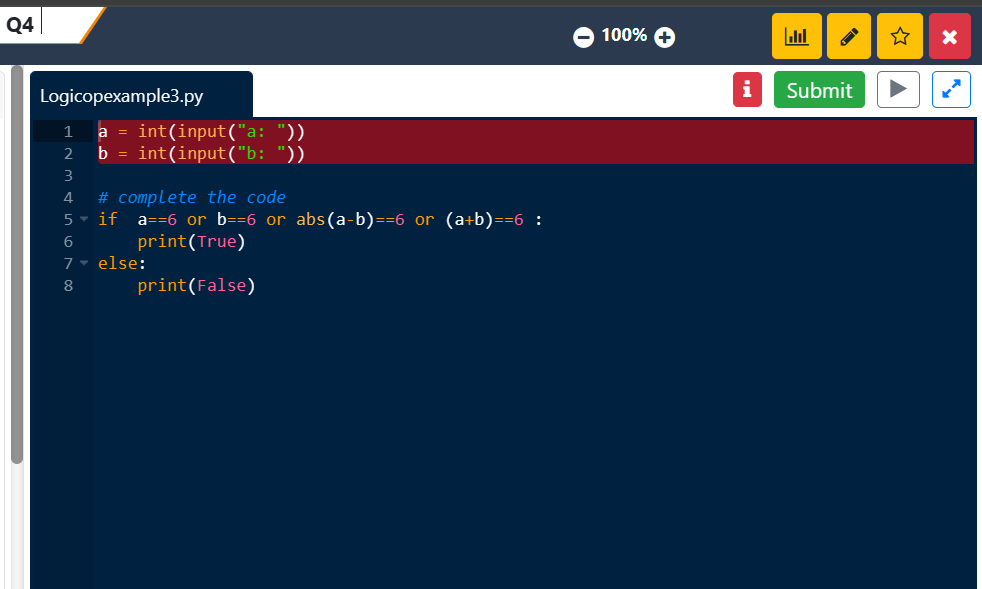 Q4
100%
Logicopexample3.py
Submit
1 a = int(input("a: "))
2 b = int(input("b: "))
3
4 # complete the code
5 if  a==6 or b==6 or abs(a-b)==6 or (a+b)==6 :
6     print(True)
7 else:
8     print(False)